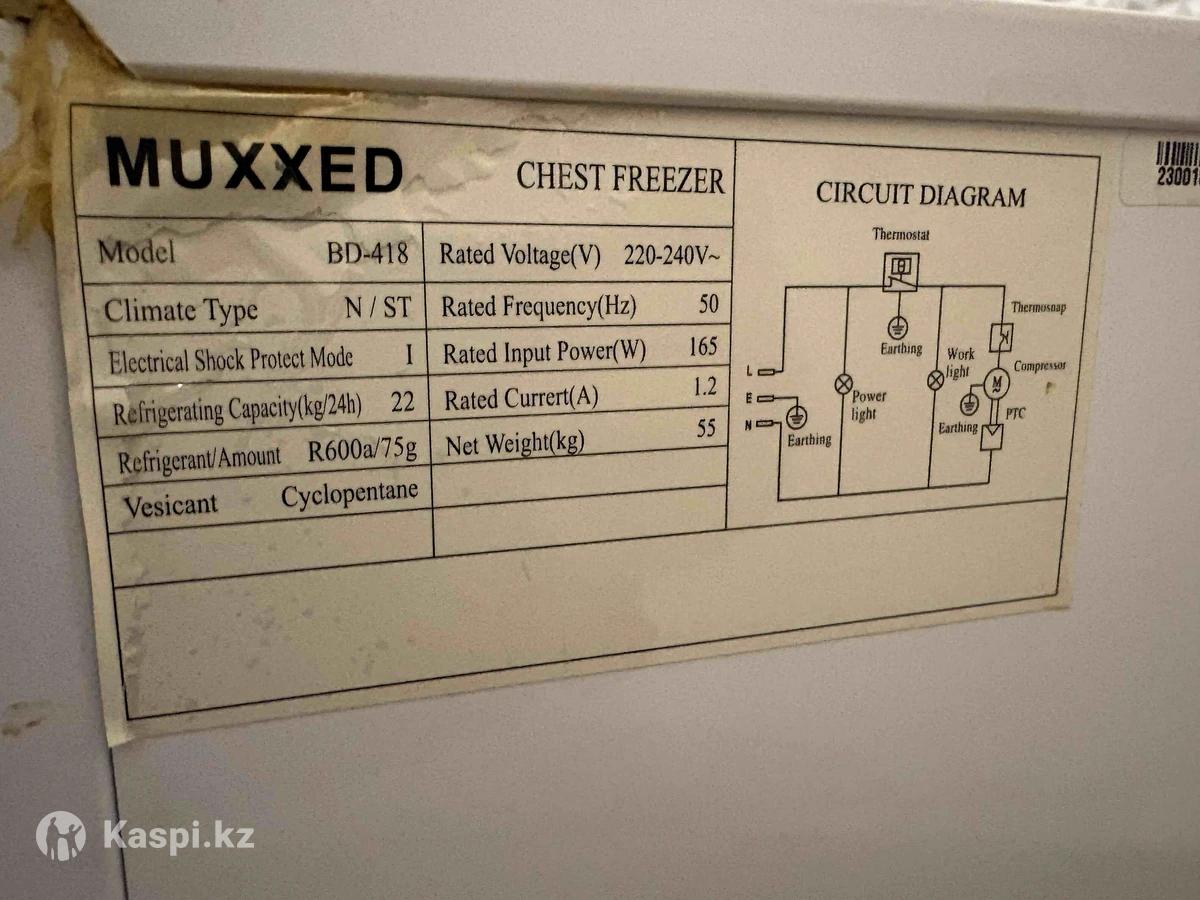 MUXXED CHEST FREEZER
Model BD-418
Climate Type N / ST
Electrical Shock Protect Mode I
Refrigerating Capacity(kg/24h) 22
Refrigerant/Amount R600a/75g
Vesicant Cyclopentane
Rated Voltage(V) 220-240V~
Rated Frequency(Hz) 50
Rated Input Power(W) 165
Rated Currert(A) 1.2
Net Weight(kg) 55
CIRCUIT DIAGRAM
Thermostat
θ
Thermosnap
Earthing
Work
light
Compressor
M
~
L
E
N
Earthing
Power
light
Earthing
PTC
Kaspi.kz